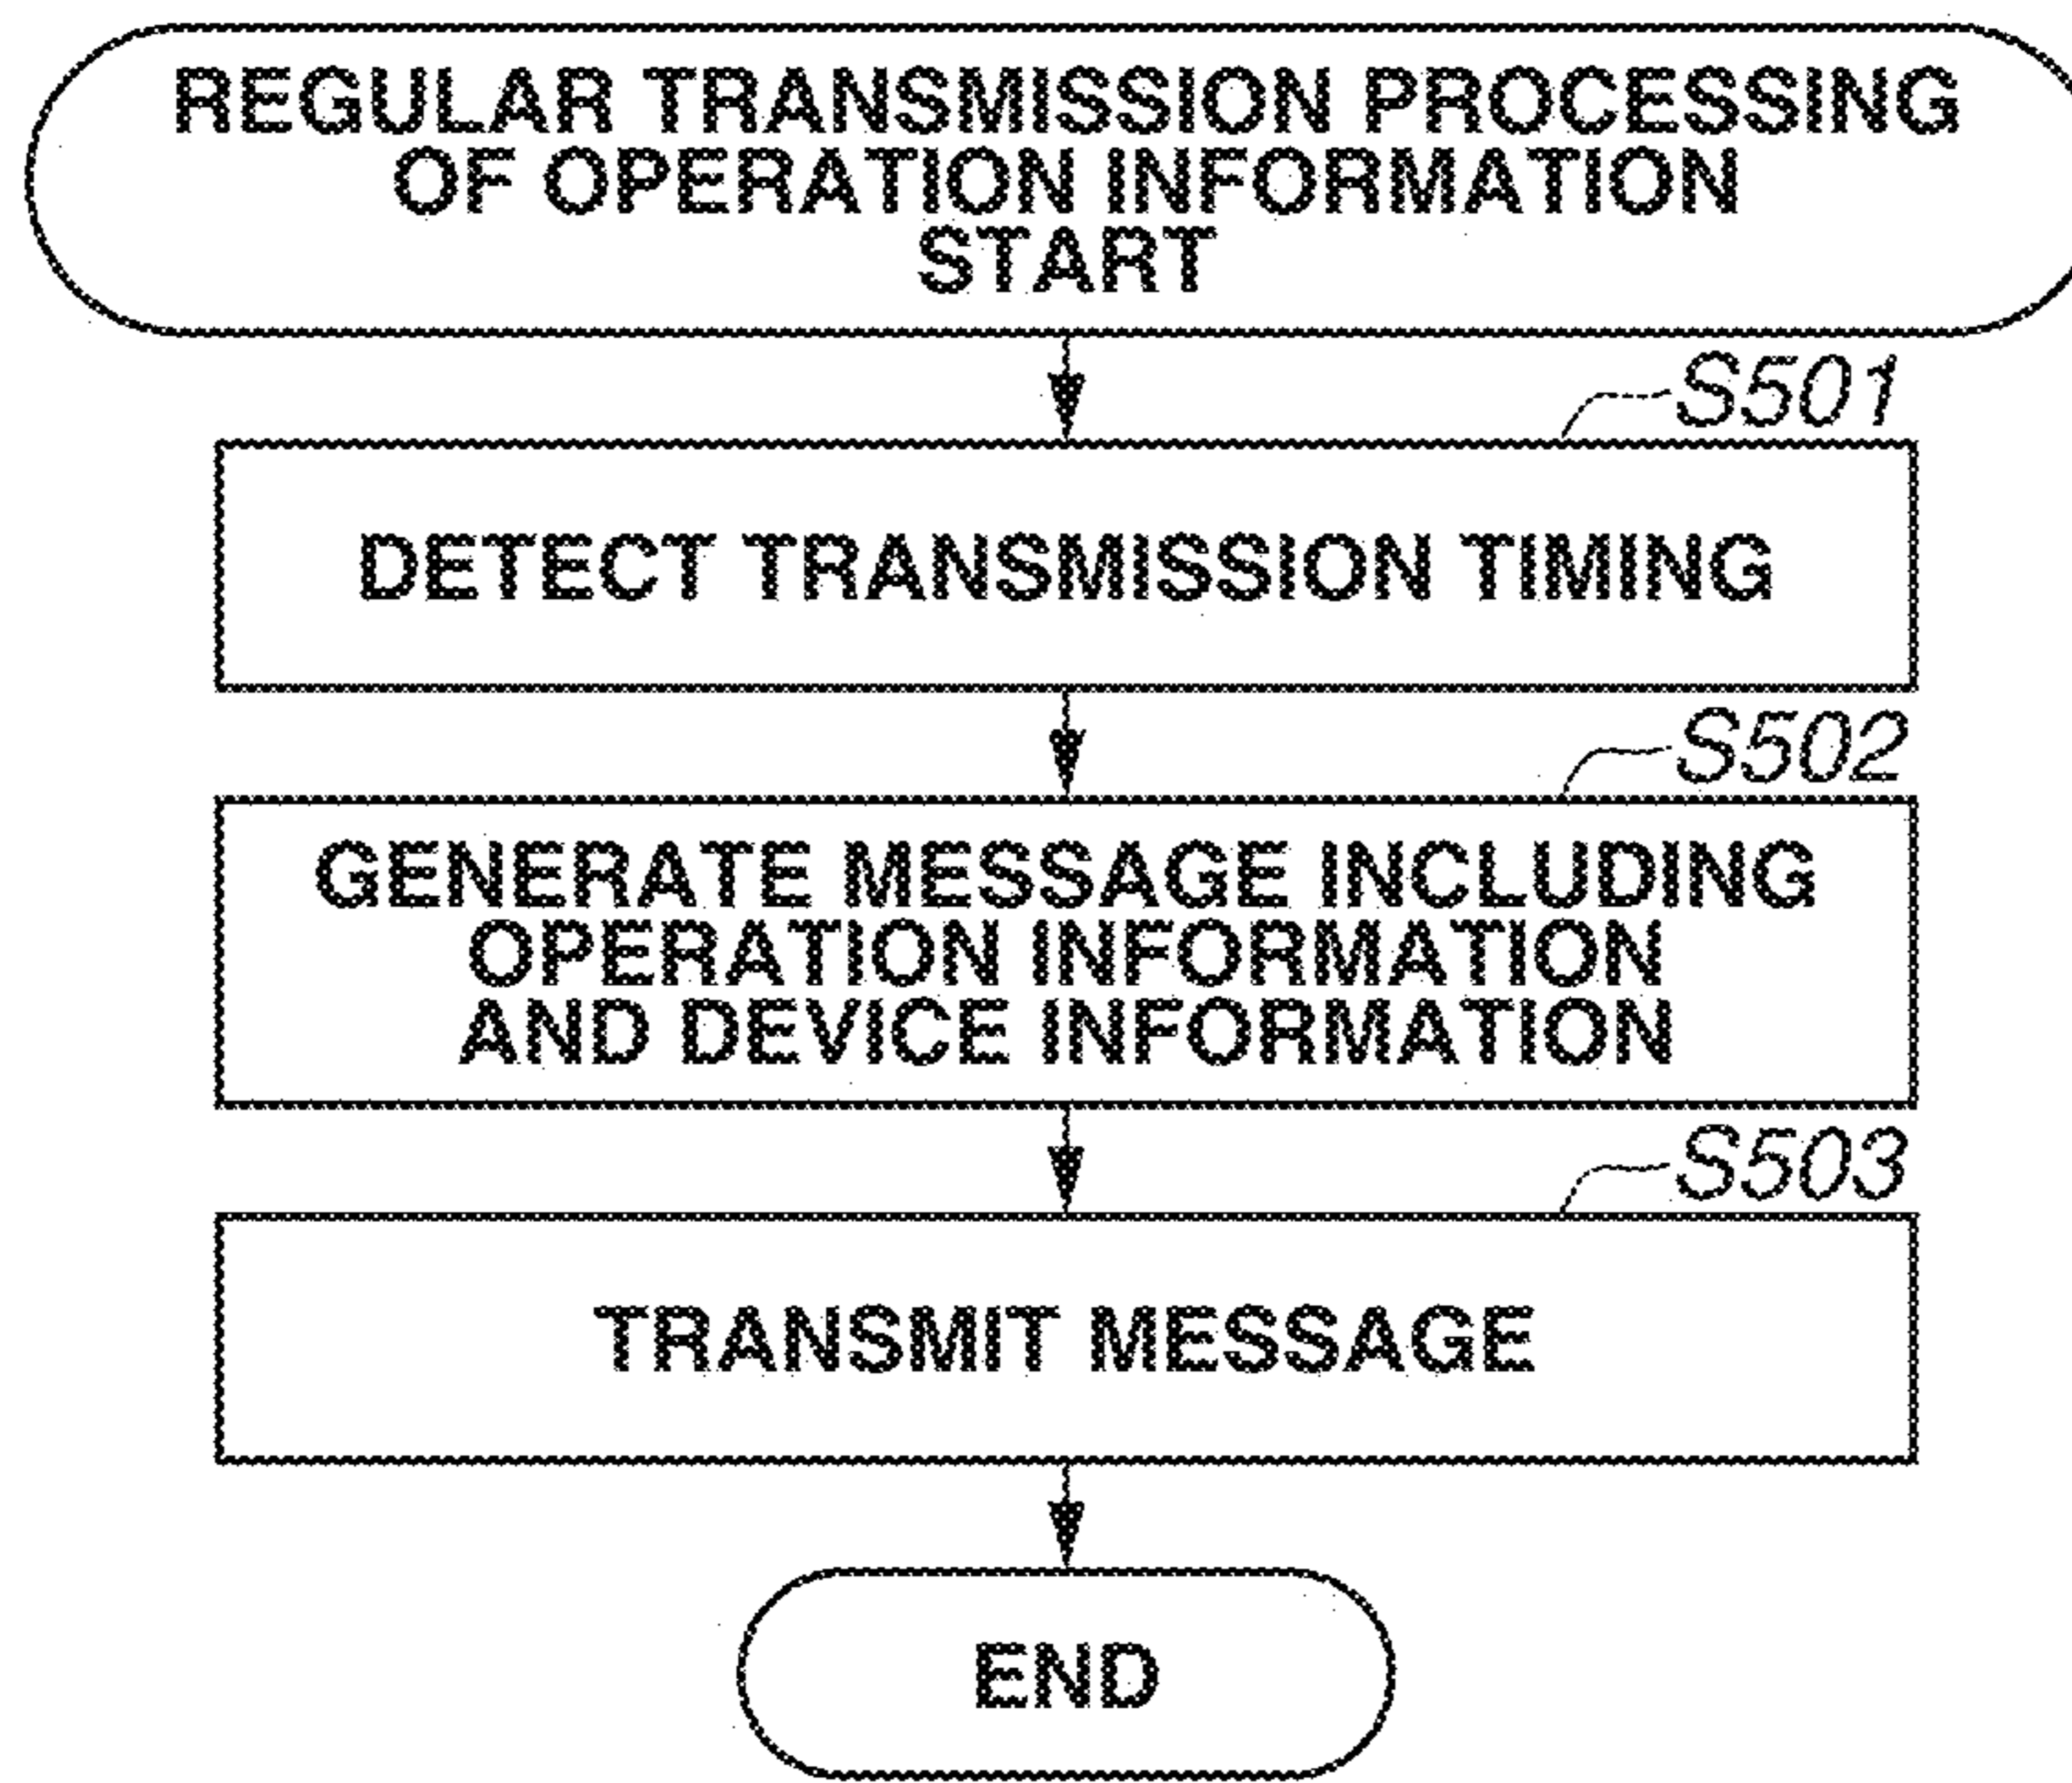 REGULAR TRANSMISSION PROCESSING
OF OPERATION INFORMATION
START
S501
DETECT TRANSMISSION TIMING
S502
GENERATE MESSAGE INCLUDING
OPERATION INFORMATION
AND DEVICE INFORMATION
S503
TRANSMIT MESSAGE
END